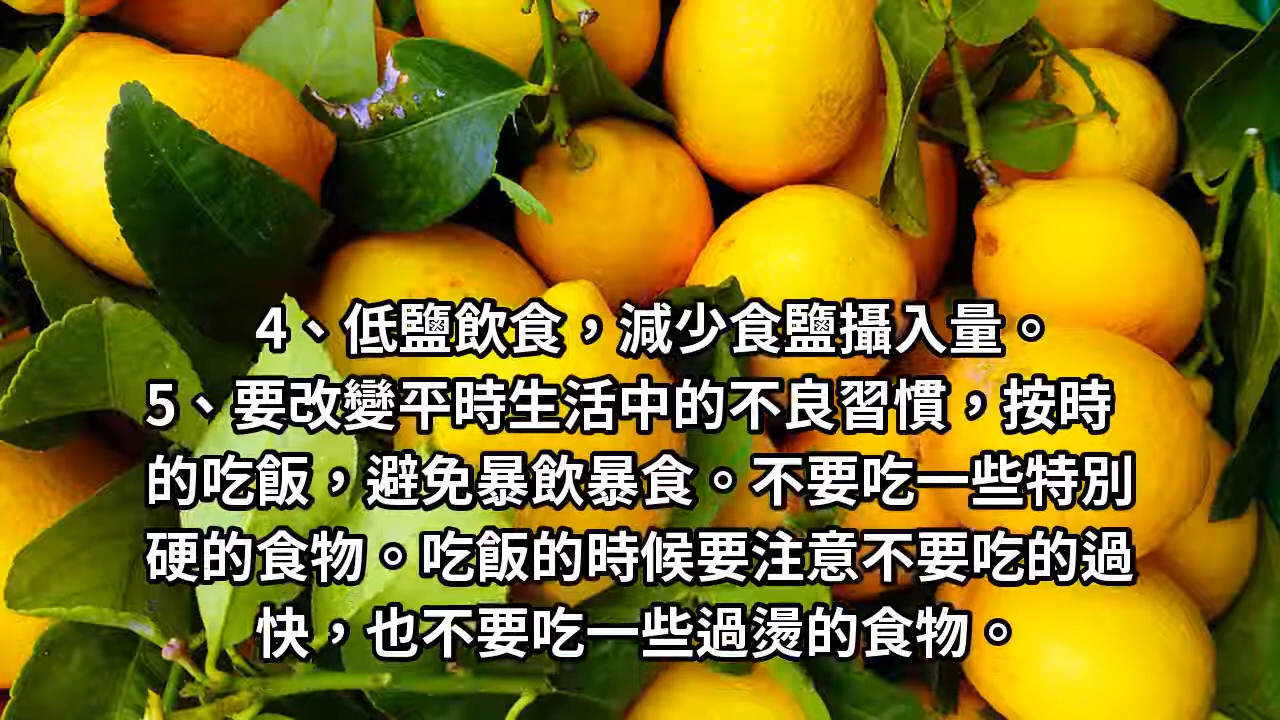 4、低鹽飲食，減少食鹽攝入量。
5、要改變平時生活中的不良習慣，按時
的吃飯，避免暴飲暴食。不要吃一些特別
硬的食物。吃飯的時候要注意不要吃的過
快，也不要吃一些過燙的食物。